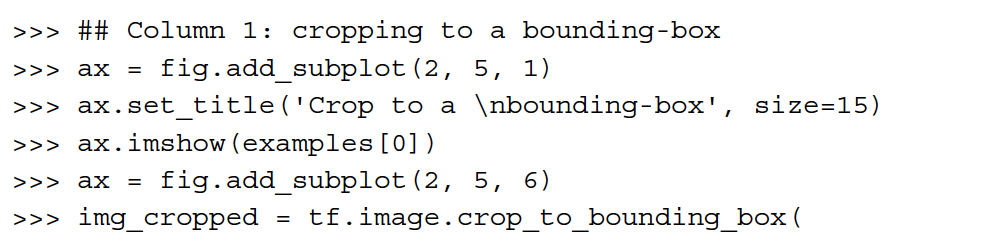 >>> ## Column 1: cropping to a bounding-box
>>> ax = fig.add_subplot(2, 5, 1)
>>> ax.set_title('Crop to a \nbounding-box', size=15)
>>> ax.imshow(examples[0])
>>> ax = fig.add_subplot(2, 5, 6)
>>> img_cropped = tf.image.crop_to_bounding_box(